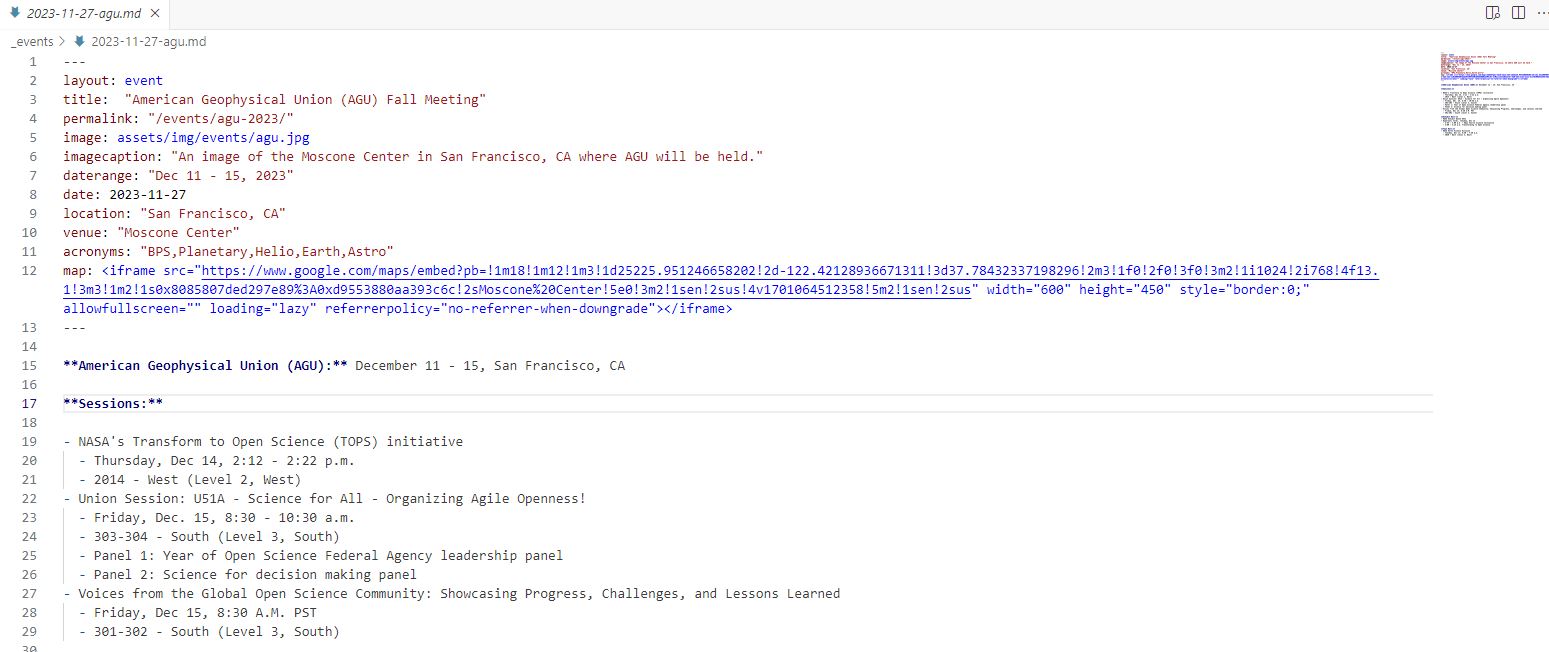 2023-11-27-agu.md
_events > 2023-11-27-agu.md
1 ---
2 layout: event
3 title:  "American Geophysical Union (AGU) Fall Meeting"
4 permalink: "/events/agu-2023/"
5 image: assets/img/events/agu.jpg
6 imagecaption: "An image of the Moscone Center in San Francisco, CA where AGU will be held."
7 daterange: "Dec 11 - 15, 2023"
8 date: 2023-11-27
9 location: "San Francisco, CA"
10 venue: "Moscone Center"
11 acronyms: "BPS,Planetary,Helio,Earth,Astro"
12 map: <iframe src="https://www.google.com/maps/embed?pb=!1m18!1m12!1m3!1d25225.951246658202!2d-122.42128936671311!3d37.78432337198296!2m3!1f0!2f0!3f0!3m2!1i1024!2i768!4f13.
1!3m3!1m2!1s0x8085807ded297e89%3A0xd9553880aa393c6c!2sMoscone%20Center!5e0!3m2!1sen!2sus!4v1701064512358!5m2!1sen!2sus" width="600" height="450" style="border:0;"
allowfullscreen="" loading="lazy" referrerpolicy="no-referrer-when-downgrade"></iframe>
13 ---
14
15 **American Geophysical Union (AGU):** December 11 - 15, San Francisco, CA
16
17 **Sessions:**
18
19 - NASA's Transform to Open Science (TOPS) initiative
20   - Thursday, Dec 14, 2:12 - 2:22 p.m.
21   - 2014 - West (Level 2, West)
22 - Union Session: U51A - Science for All - Organizing Agile Openness!
23   - Friday, Dec. 15, 8:30 - 10:30 a.m.
24   - 303-304 - South (Level 3, South)
25   - Panel 1: Year of Open Science Federal Agency leadership panel
26   - Panel 2: Science for decision making panel
27 - Voices from the Global Open Science Community: Showcasing Progress, Challenges, and Lessons Learned
28   - Friday, Dec 15, 8:30 A.M. PST
29   - 301-302 - South (Level 3, South)
30